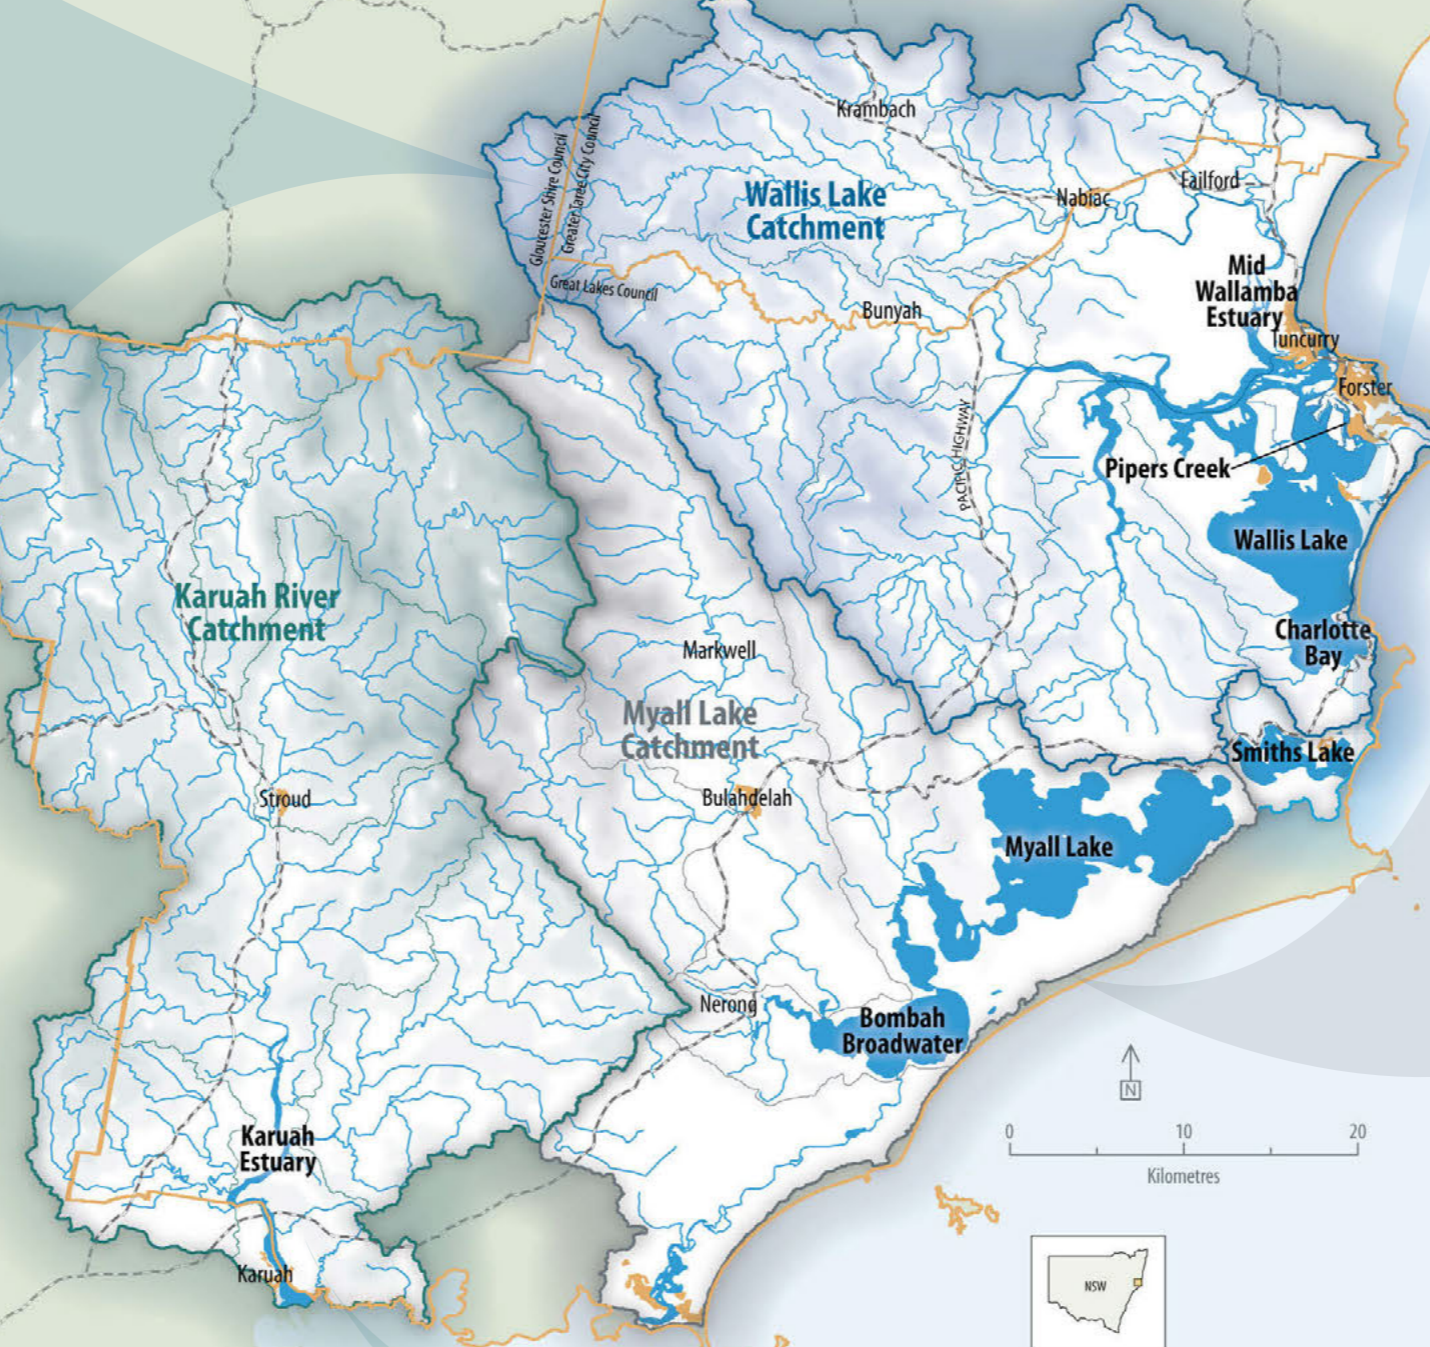 Krambach
Gloucester Shire Council
Greater Taree City Council
Wallis Lake
Catchment
Failford
Nabiac
Great Lakes Council
Bunyah
Mid
Wallamba
Estuary
Tuncurry
Forster
PACIFIC HIGHWAY
Pipers Creek
Wallis Lake
Karuah River
Catchment
Charlotte
Bay
Markwell
Myall Lake
Catchment
Smiths Lake
Stroud
Bulahdelah
Myall Lake
Nerong
Bombah
Broadwater
N
0 10 20
Kilometres
Karuah
Estuary
Karuah
NSW